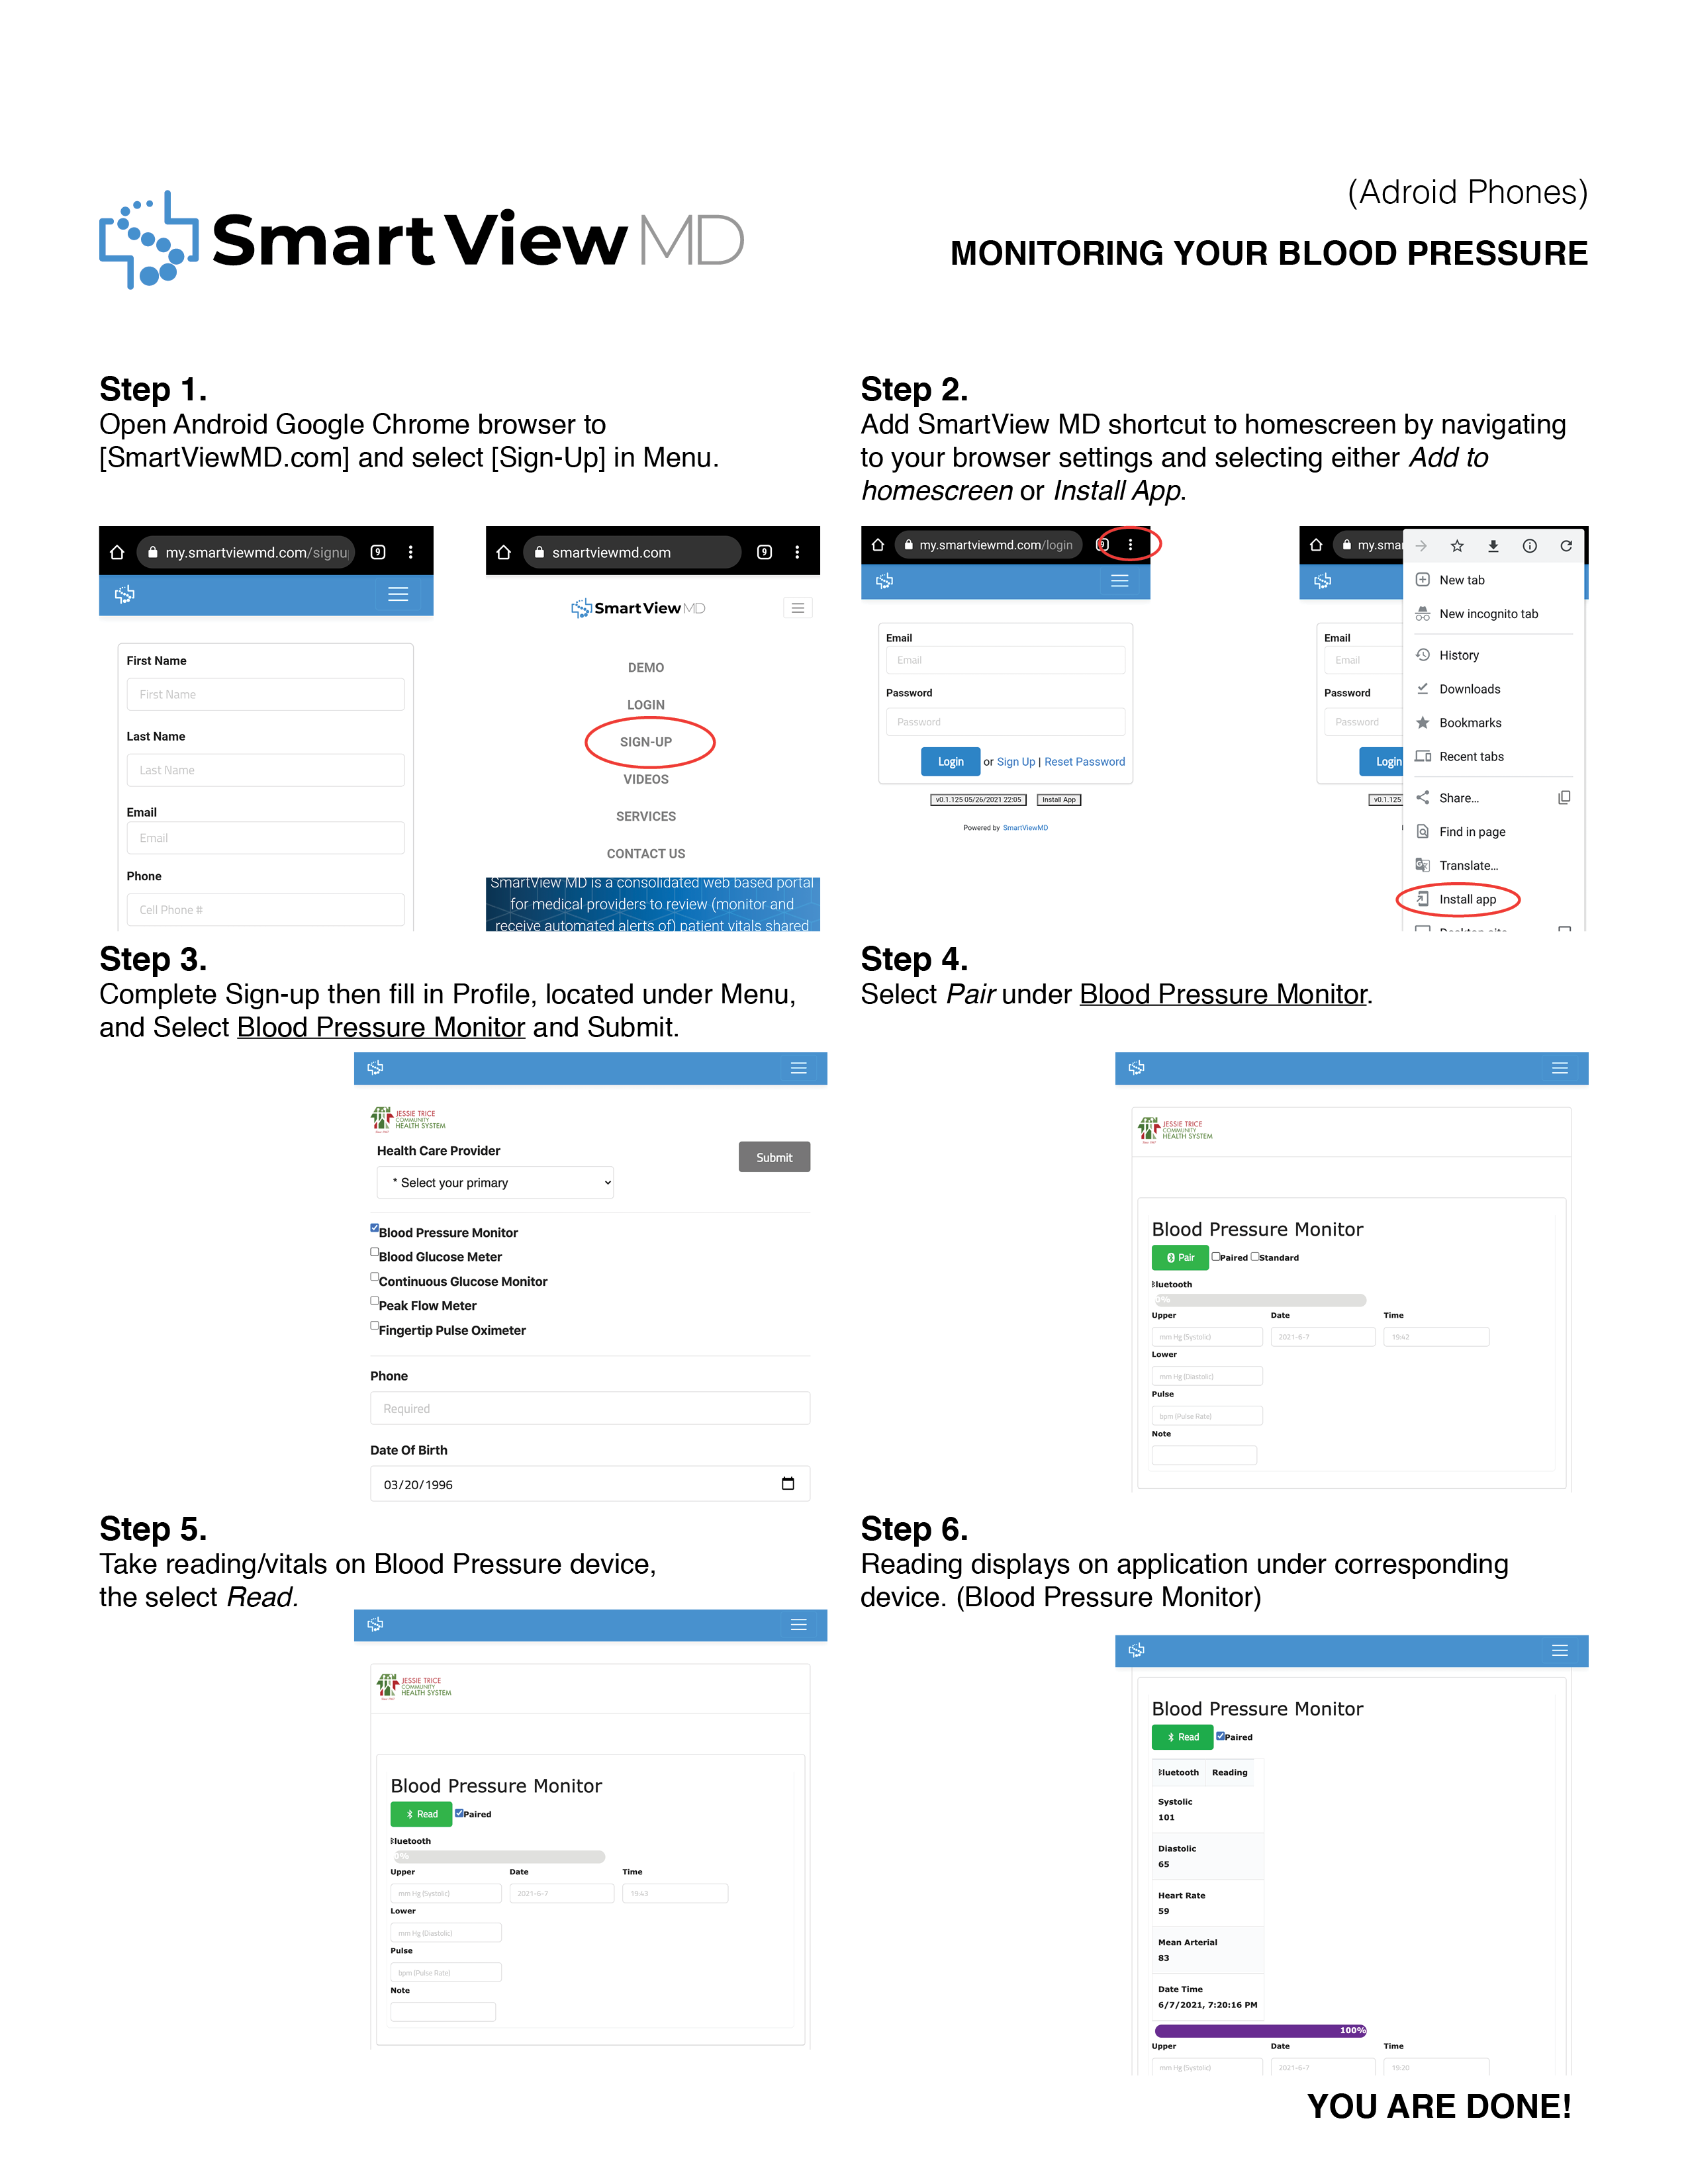 SmartViewMD
(Adroid Phones)
MONITORING YOUR BLOOD PRESSURE
Step 1.
Open Android Google Chrome browser to
[SmartViewMD.com] and select [Sign-Up] in Menu.
my.smartviewmd.com/signu
9
First Name
First Name
Last Name
Last Name
Email
Email
Phone
Cell Phone #
smartviewmd.com
9
SmartViewMD
DEMO
LOGIN
SIGN-UP
VIDEOS
SERVICES
CONTACT US
SmartView MD is a consolidated web based portal
for medical providers to review (monitor and
receive automated alerts of) patient vitals shared
Step 2.
Add SmartView MD shortcut to homescreen by navigating
to your browser settings and selecting either Add to
homescreen or Install App.
my.smartviewmd.com/login
9
Email
Email
Password
Password
Login or Sign Up | Reset Password
v0.1.125 05/26/2021 22:05 Install App
Powered by SmartViewMD
my.sma
Email
Email
Password
Password
Login
v0.1.125
New tab
New incognito tab
History
Downloads
Bookmarks
Recent tabs
Share...
Find in page
Translate...
Install app
Desktop site
Step 3.
Complete Sign-up then fill in Profile, located under Menu,
and Select Blood Pressure Monitor and Submit.
JESSIE TRICE
COMMUNITY
HEALTH SYSTEM
Health Care Provider
Submit
* Select your primary
Blood Pressure Monitor
Blood Glucose Meter
Continuous Glucose Monitor
Peak Flow Meter
Fingertip Pulse Oximeter
Phone
Required
Date Of Birth
03/20/1996
Step 4.
Select Pair under Blood Pressure Monitor.
JESSIE TRICE
COMMUNITY
HEALTH SYSTEM
Blood Pressure Monitor
Pair Paired Standard
Bluetooth
0%
Upper Date Time
mm Hg (Systolic) 2021-6-7 19:42
Lower
mm Hg (Diastolic)
Pulse
bpm (Pulse Rate)
Note
Step 5.
Take reading/vitals on Blood Pressure device,
the select Read.
JESSIE TRICE
COMMUNITY
HEALTH SYSTEM
Blood Pressure Monitor
Read Paired
Bluetooth
0%
Upper Date Time
mm Hg (Systolic) 2021-6-7 19:43
Lower
mm Hg (Diastolic)
Pulse
bpm (Pulse Rate)
Note
Step 6.
Reading displays on application under corresponding
device. (Blood Pressure Monitor)
Blood Pressure Monitor
Read Paired
Bluetooth Reading
Systolic
101
Diastolic
65
Heart Rate
59
Mean Arterial
83
Date Time
6/7/2021, 7:20:16 PM
100%
Upper Date Time
mm Hg (Systolic) 2021-6-7 19:20
YOU ARE DONE!